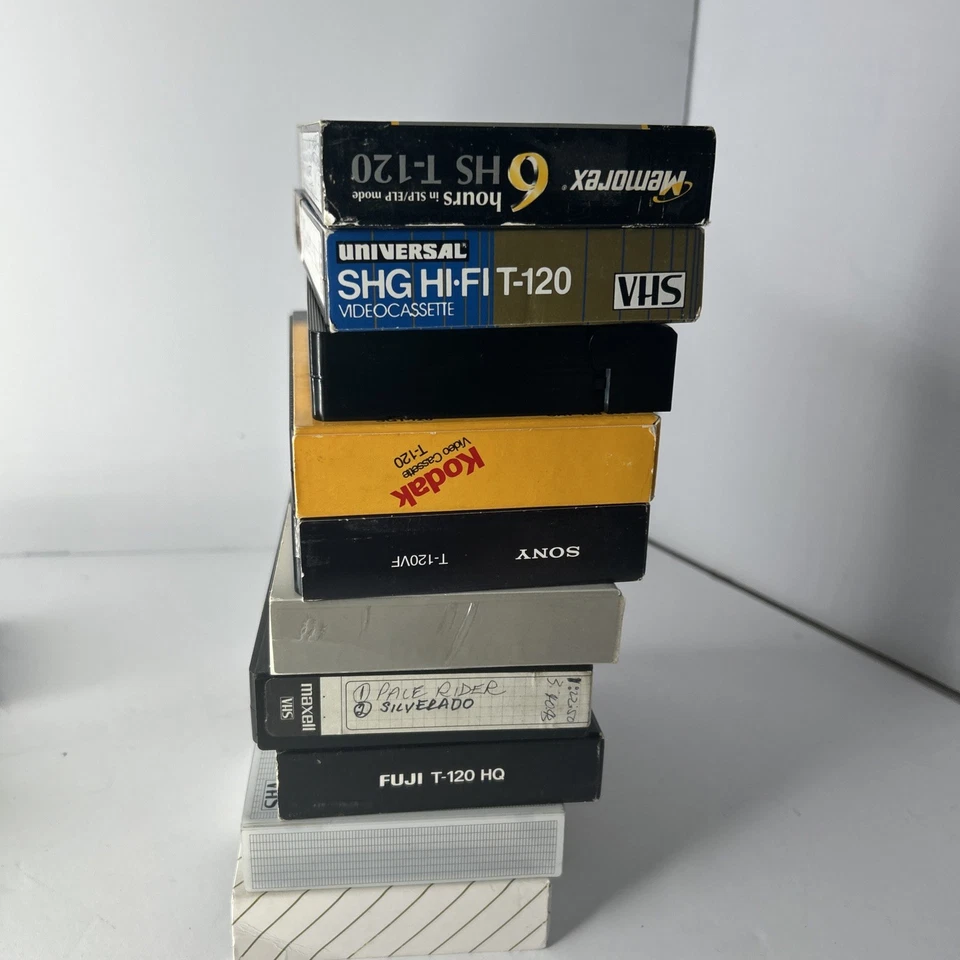 Memorex
6 hours in SLP/ELP mode
HS T-120
UNIVERSAL
SHG HI•FI T-120
VIDEOCASSETTE
VHS
Kodak
Video Cassette
T-120
SONY
T-120VF
maxell
VHS
① PALE RIDER
② SILVERADO
FUJI T-120 HQ
VHS